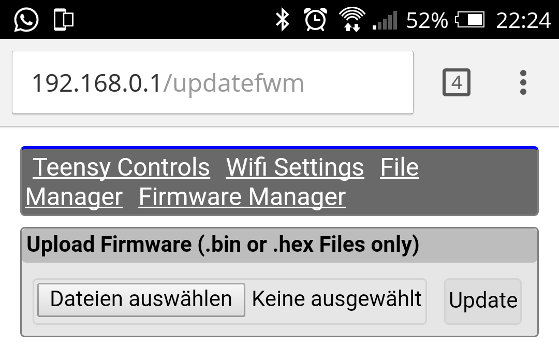 52% 22:24
192.168.0.1/updatefwm
4
Teensy Controls Wifi Settings File
Manager Firmware Manager
Upload Firmware (.bin or .hex Files only)
Dateien auswählen Keine ausgewählt Update